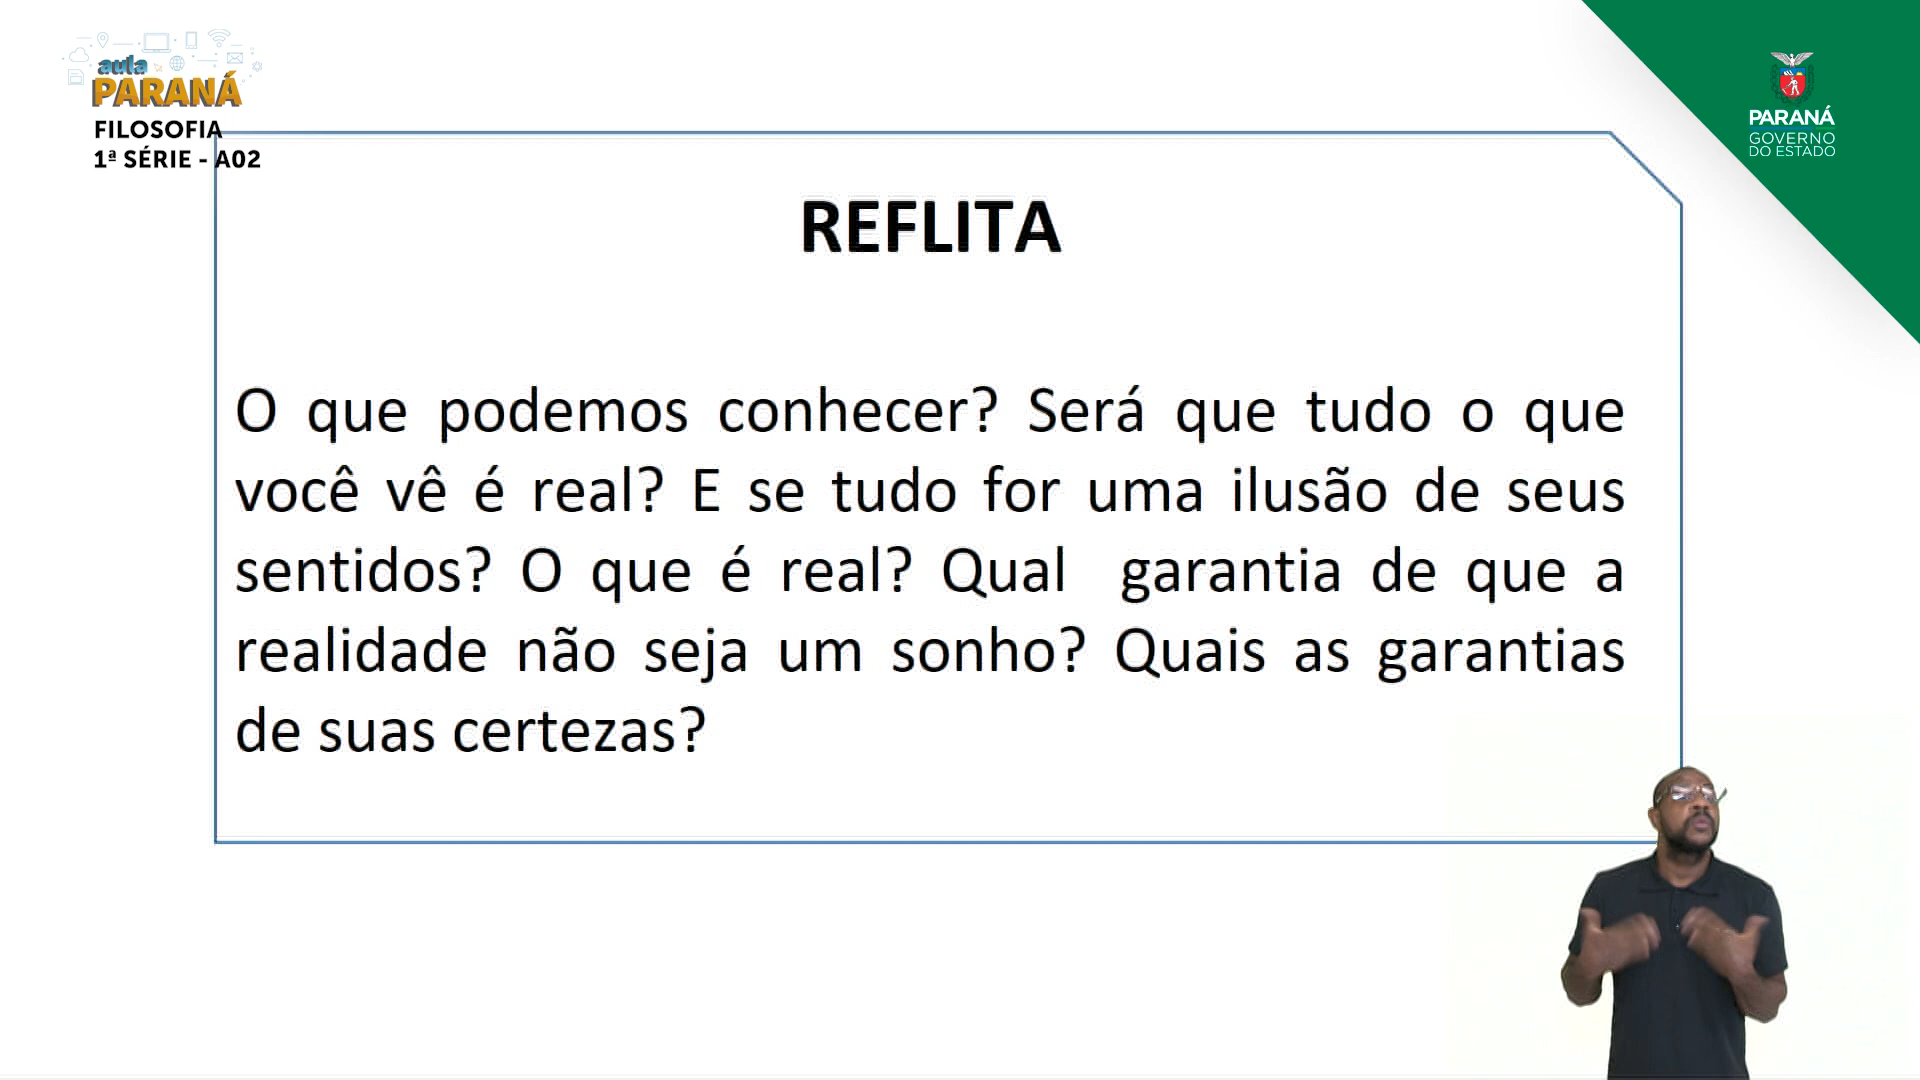 aula
PARANÁ
FILOSOFIA
1ª SÉRIE - A02
PARANÁ
GOVERNO
DO ESTADO
REFLITA
O que podemos conhecer? Será que tudo o que
você vê é real? E se tudo for uma ilusão de seus
sentidos? O que é real? Qual garantia de que a
realidade não seja um sonho? Quais as garantias
de suas certezas?